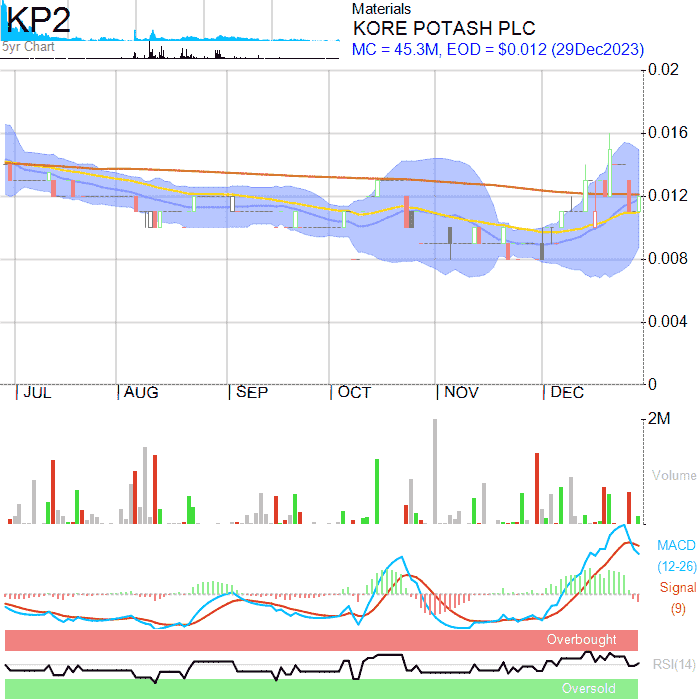 KP2
5yr Chart
Materials
KORE POTASH PLC
MC = 45.3M, EOD = $0.012 (29Dec2023)
0.02
0.016
0.012
0.008
0.004
0
JUL AUG SEP OCT NOV DEC
2M
Volume
MACD
(12-26)
Signal
(9)
Overbought
RSI(14)
Oversold